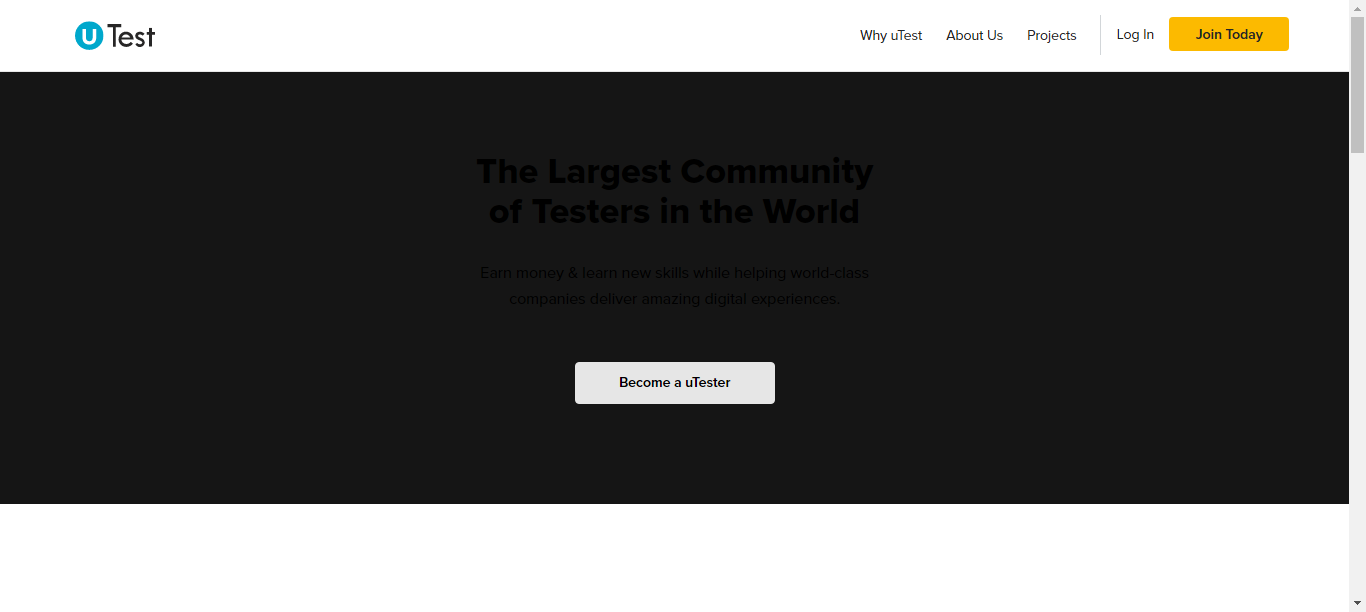 uTest
Why uTest
About Us
Projects
Log In
Join Today
The Largest Community
of Testers in the World
Earn money & learn new skills while helping world-class
companies deliver amazing digital experiences.
Become a uTester